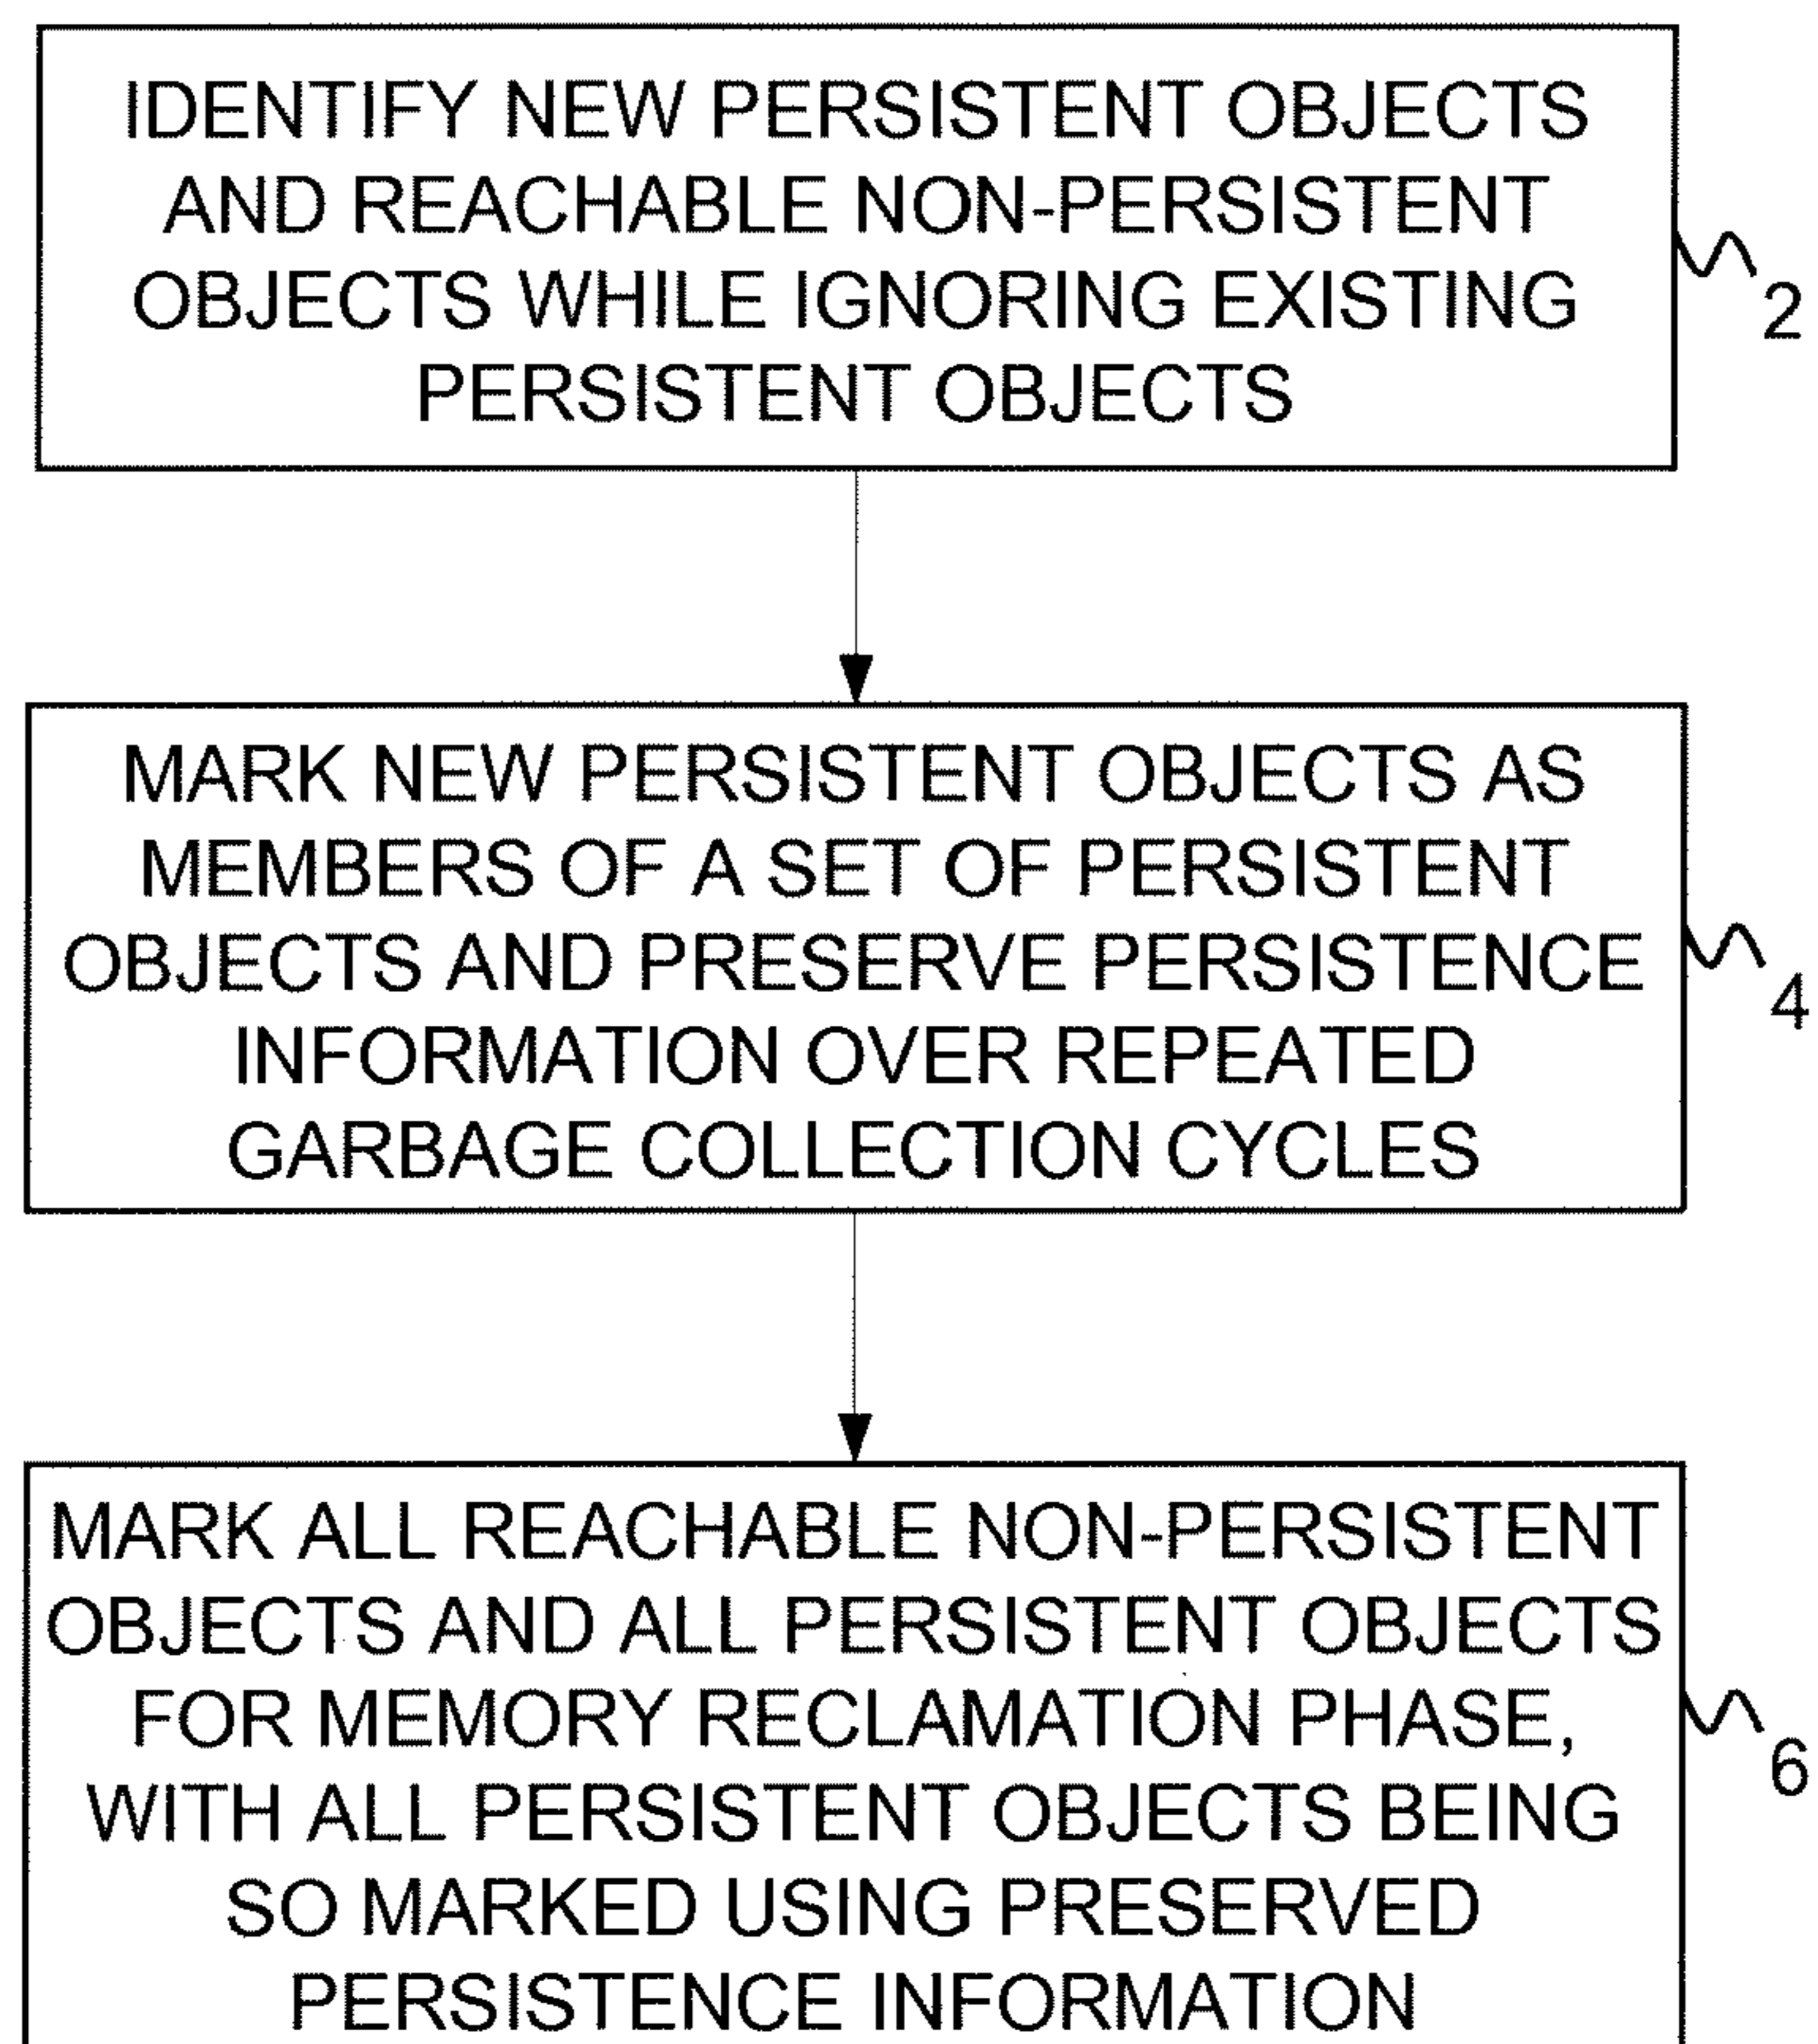 IDENTIFY NEW PERSISTENT OBJECTS
AND REACHABLE NON-PERSISTENT
OBJECTS WHILE IGNORING EXISTING
PERSISTENT OBJECTS
2
MARK NEW PERSISTENT OBJECTS AS
MEMBERS OF A SET OF PERSISTENT
OBJECTS AND PRESERVE PERSISTENCE
INFORMATION OVER REPEATED
GARBAGE COLLECTION CYCLES
4
MARK ALL REACHABLE NON-PERSISTENT
OBJECTS AND ALL PERSISTENT OBJECTS
FOR MEMORY RECLAMATION PHASE,
WITH ALL PERSISTENT OBJECTS BEING
SO MARKED USING PRESERVED
PERSISTENCE INFORMATION
6